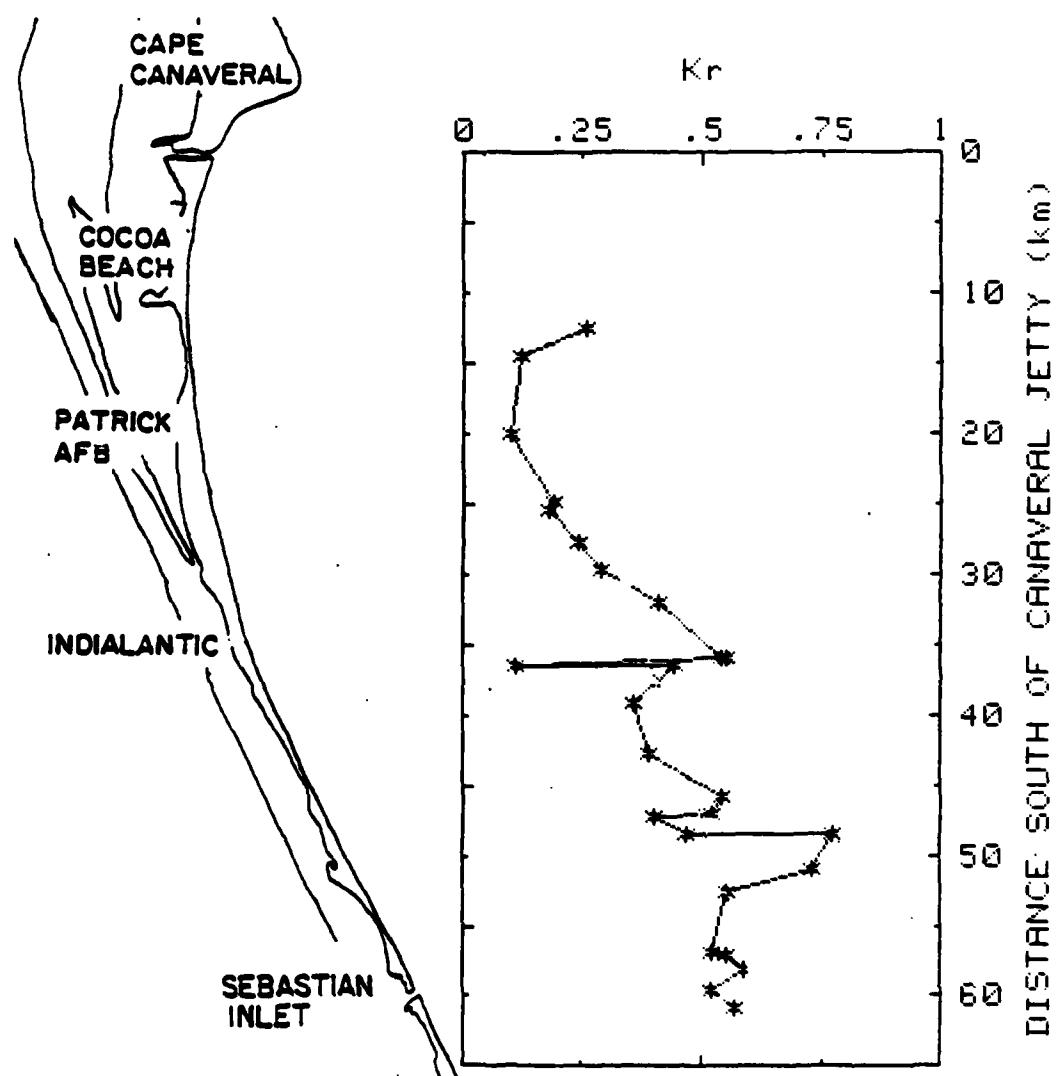 CAPE
CANAVERAL
COCOA
BEACH
PATRICK
AFB
INDIALANTIC
SEBASTIAN
INLET
Kr
0 .25 .5 .75 1
0
10
20
30
40
50
60
DISTANCE SOUTH OF CANAVERAL JETTY (km)